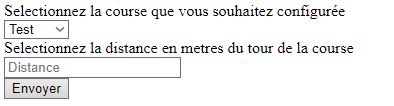 Selectionnez la course que vous souhaitez configurée
Test
Selectionnez la distance en metres du tour de la course
Distance
Envoyer